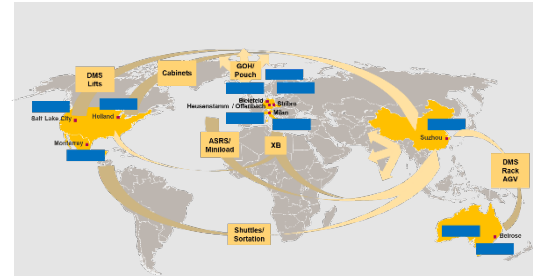 DMS
Lifts
Cabinets
GOH/
Pouch
Salt Lake City
Holland
Monterrey
Bielefeld
Heusenstamm / Offenbach
Stribro
Milan
ASRS/
Miniload
XB
Suzhou
DMS
Rack
AGV
Shuttles/
Sortation
Belrose